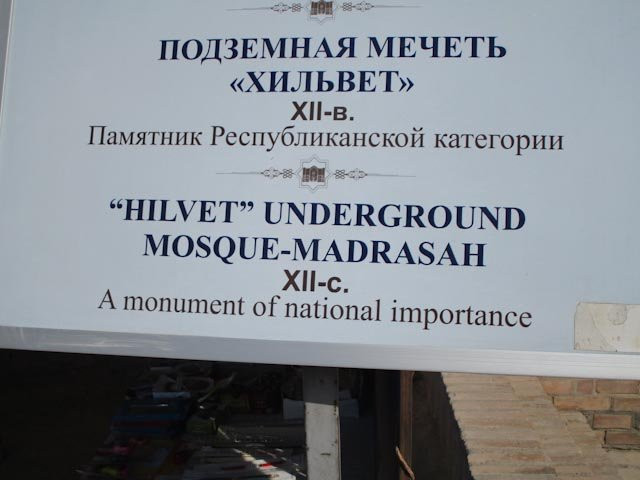 ПОДЗЕМНАЯ МЕЧЕТЬ
«ХИЛЬВЕТ»
XII-в.
Памятник Республиканской категории
“HILVET” UNDERGROUND
MOSQUE-MADRASAH
XII-c.
A monument of national importance